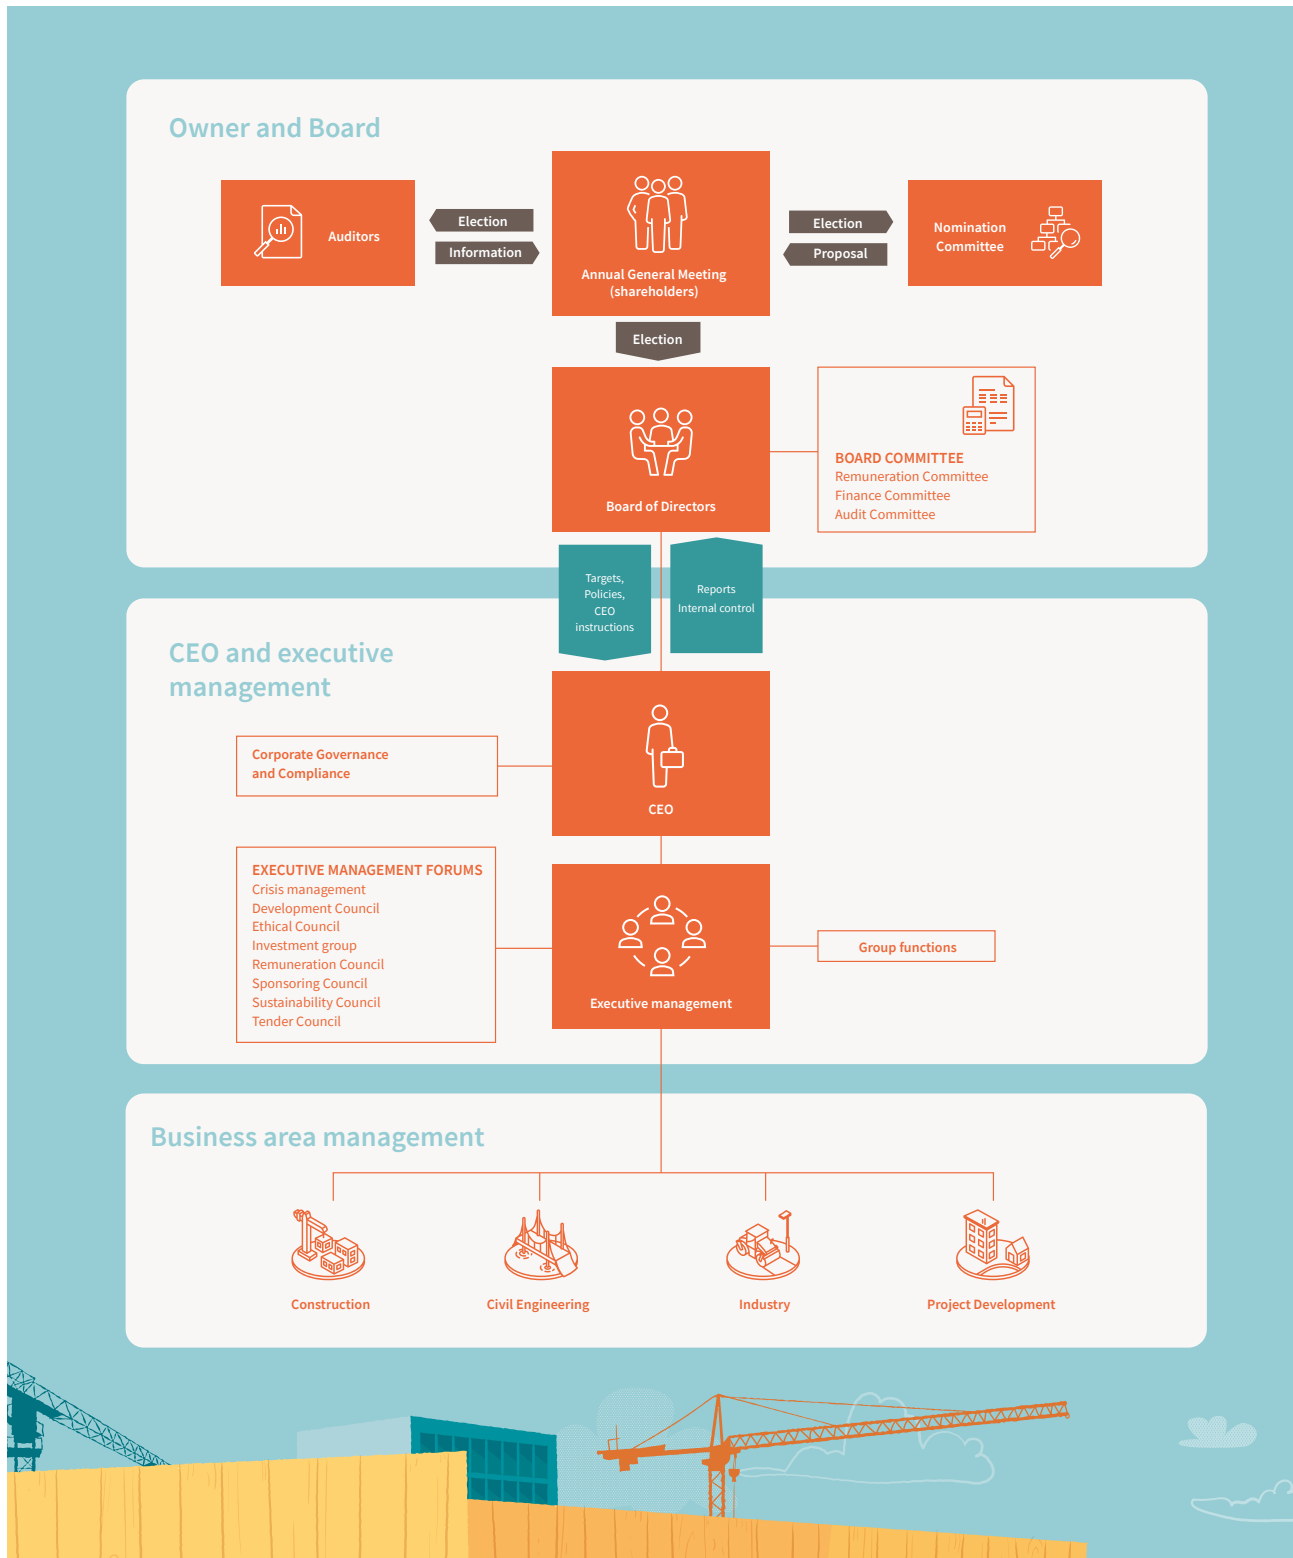 Owner and Board
Auditors
Election
Information
Annual General Meeting
(shareholders)
Election
Proposal
Nomination
Committee
Election
Board of Directors
BOARD COMMITTEE
Remuneration Committee
Finance Committee
Audit Committee
Targets,
Policies,
CEO
instructions
Reports
Internal control
CEO and executive
management
Corporate Governance
and Compliance
CEO
EXECUTIVE MANAGEMENT FORUMS
Crisis management
Development Council
Ethical Council
Investment group
Remuneration Council
Sponsoring Council
Sustainability Council
Tender Council
Executive management
Group functions
Business area management
Construction
Civil Engineering
Industry
Project Development